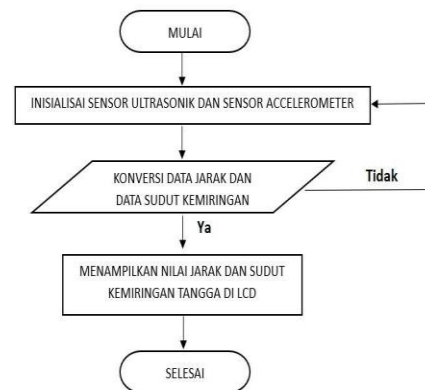 MULAI
INISIALISAI SENSOR ULTRASONIK DAN SENSOR ACCELEROMETER
KONVERSI DATA JARAK DAN
DATA SUDUT KEMIRINGAN
Tidak
Ya
MENAMPILKAN NILAI JARAK DAN SUDUT
KEMIRINGAN TANGGA DI LCD
SELESAI